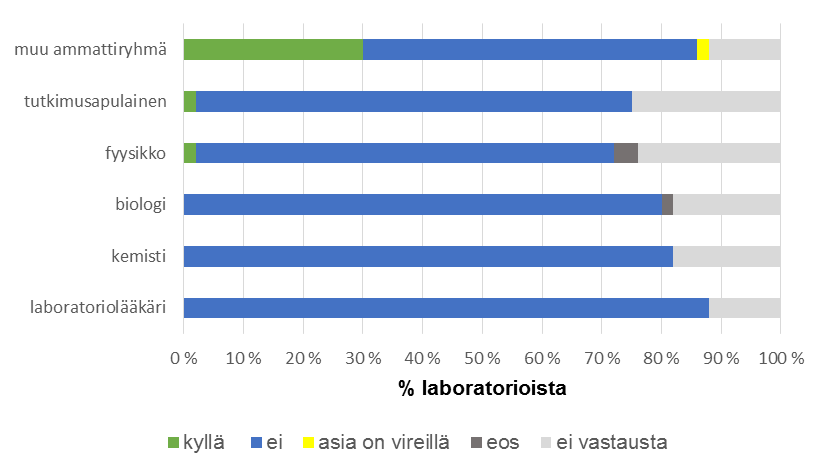 muu ammattiryhmä
tutkimusapulainen
fyysikko
biologi
kemisti
laboratoriolääkäri
0 % 10 % 20 % 30 % 40 % 50 % 60 % 70 % 80 % 90 % 100 %
% laboratorioista
kyllä ei asia on vireillä eos ei vastausta